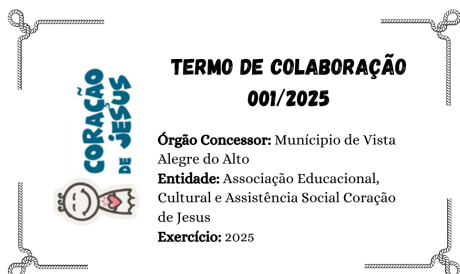 CORAÇÃO
DE JESUS
TERMO DE COLABORAÇÃO
001/2025
Órgão Concessor: Munícipio de Vista
Alegre do Alto
Entidade: Associação Educacional,
Cultural e Assistência Social Coração
de Jesus
Exercício: 2025